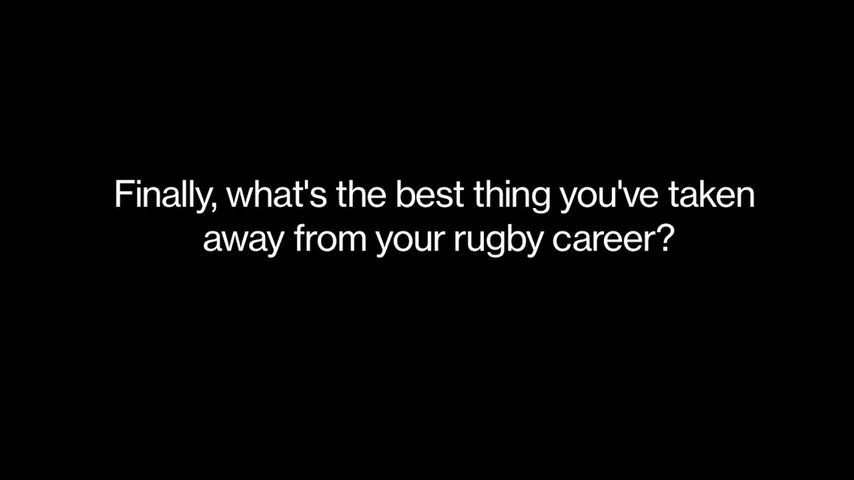 Finally, what's the best thing you've taken
away from your rugby career?